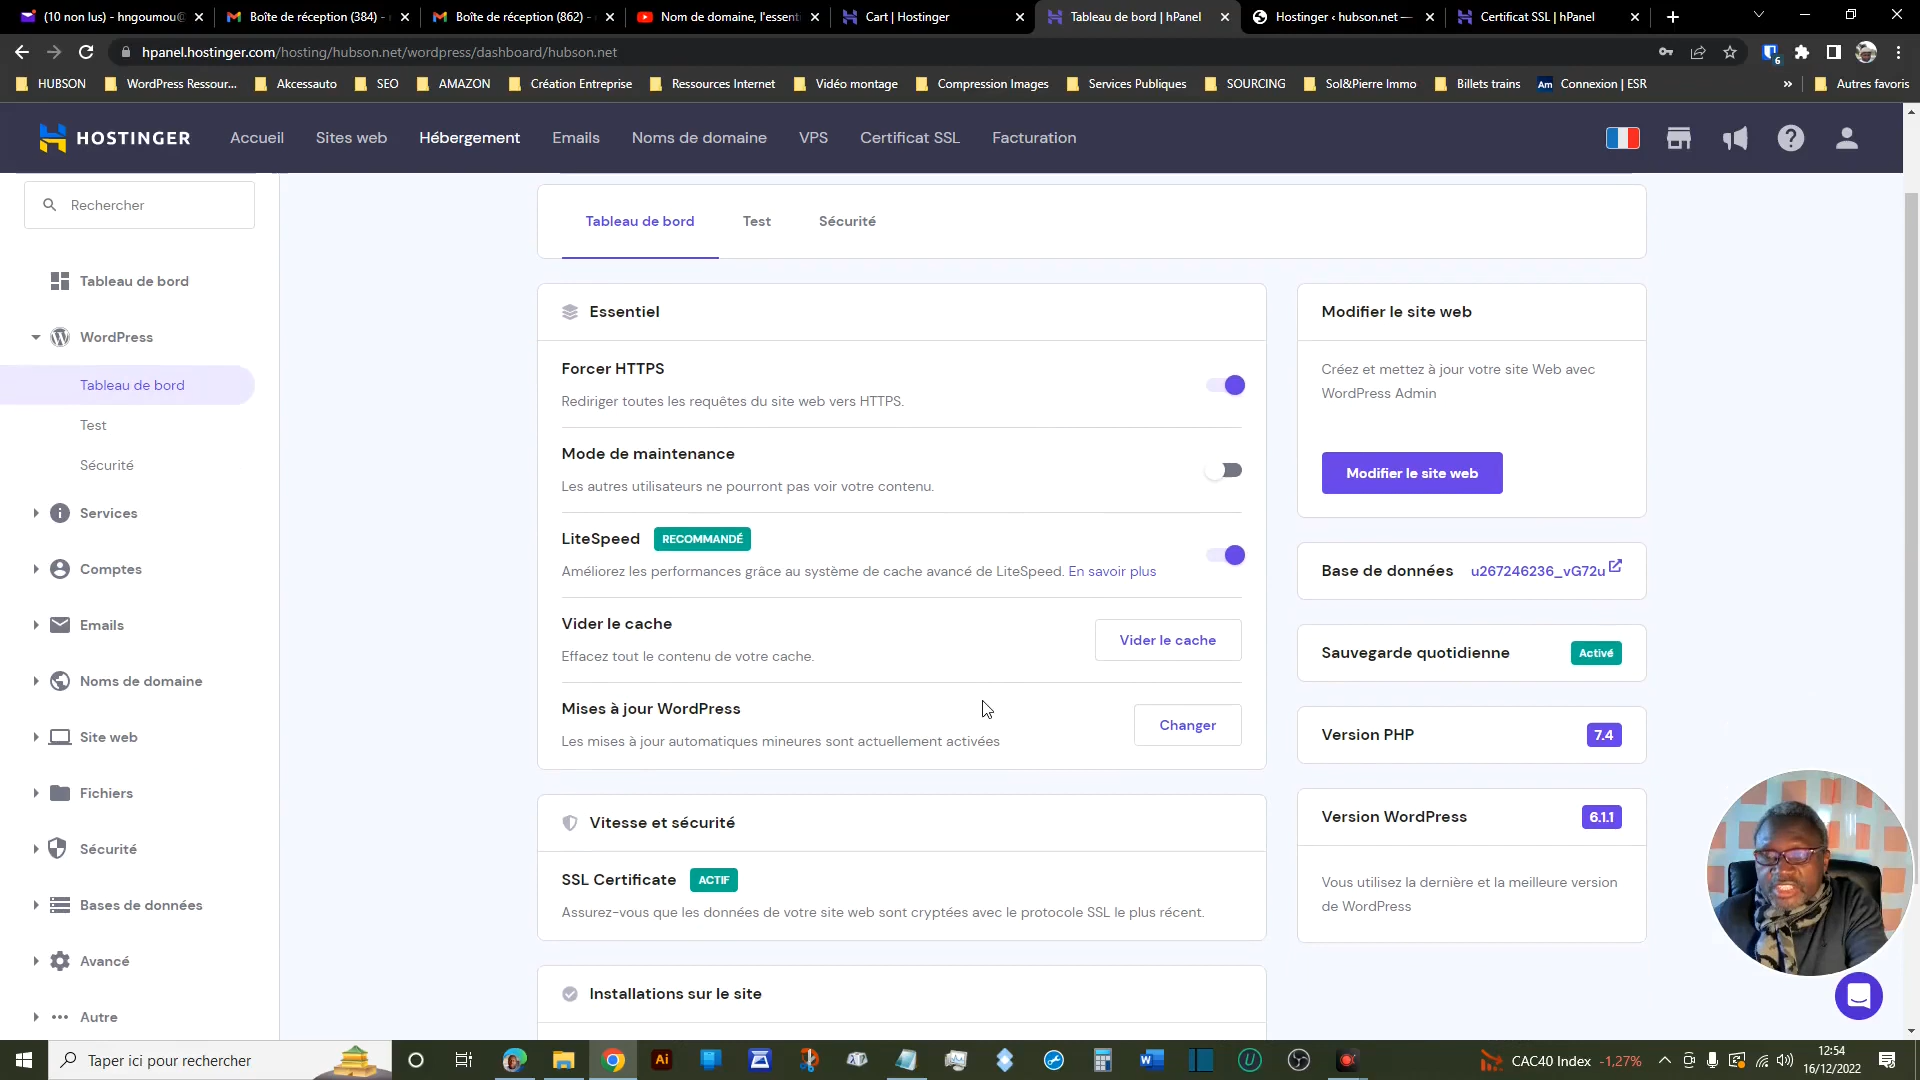 (10 non lus) - hngoumou@
Boîte de réception (384) -
Boîte de réception (862) -
Nom de domaine, l'essenti
Cart | Hostinger
Tableau de bord | hPanel
Hostinger ‹ hubson.net —
Certificat SSL | hPanel
hpanel.hostinger.com/hosting/hubson.net/wordpress/dashboard/hubson.net
6
HUBSON
WordPress Ressour...
Akcessauto
SEO
AMAZON
Création Entreprise
Ressources Internet
Vidéo montage
Compression Images
Services Publiques
SOURCING
Sol&Pierre Immo
Billets trains
Am
Connexion | ESR
»
Autres favoris
HOSTINGER
Accueil
Sites web
Hébergement
Emails
Noms de domaine
VPS
Certificat SSL
Facturation
Rechercher
Tableau de bord
WordPress
Tableau de bord
Test
Sécurité
Services
Comptes
Emails
Noms de domaine
Site web
Fichiers
Sécurité
Bases de données
Avancé
Autre
Tableau de bord
Test
Sécurité
Essentiel
Forcer HTTPS
Rediriger toutes les requêtes du site web vers HTTPS.
Mode de maintenance
Les autres utilisateurs ne pourront pas voir votre contenu.
LiteSpeed
RECOMMANDÉ
Améliorez les performances grâce au système de cache avancé de LiteSpeed. En savoir plus
Vider le cache
Effacez tout le contenu de votre cache.
Vider le cache
Mises à jour WordPress
Les mises à jour automatiques mineures sont actuellement activées
Changer
Vitesse et sécurité
SSL Certificate
ACTIF
Assurez-vous que les données de votre site web sont cryptées avec le protocole SSL le plus récent.
Installations sur le site
Modifier le site web
Créez et mettez à jour votre site Web avec
WordPress Admin
Modifier le site web
Base de données
u267246236_vG72u
Sauvegarde quotidienne
Activé
Version PHP
7.4
Version WordPress
6.1.1
Vous utilisez la dernière et la meilleure version
de WordPress
Taper ici pour rechercher
Ai
CAC40 Index
-1,27%
12:54
16/12/2022